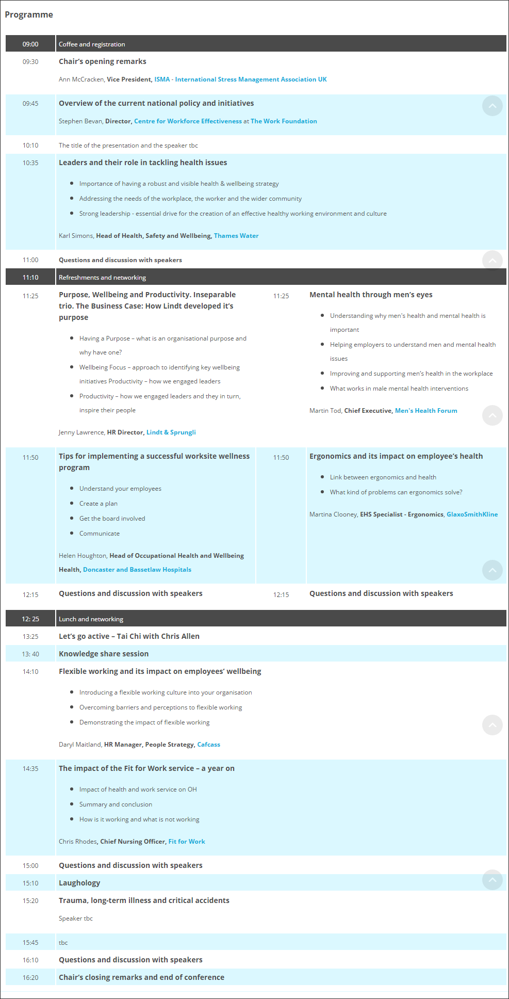 Programme
09:00 Coffee and registration
09:30 Chair’s opening remarks
Ann McCracken, Vice President, ISMA - International Stress Management Association UK
09:45 Overview of the current national policy and initiatives
Stephen Bevan, Director, Centre for Workforce Effectiveness at The Work Foundation
10:10 The title of the presentation and the speaker tbc
10:35 Leaders and their role in tackling health issues
Importance of having a robust and visible health & wellbeing strategy
Addressing the needs of the workplace, the worker and the wider community
Strong leadership - essential drive for the creation of an effective healthy working environment and culture
Karl Simons, Head of Health, Safety and Wellbeing, Thames Water
11:00 Questions and discussion with speakers
11:10 Refreshments and networking
11:25 Purpose, Wellbeing and Productivity. Inseparable
trio. The Business Case: How Lindt developed it’s
purpose
Having a Purpose – what is an organisational purpose and
why have one?
Wellbeing Focus – approach to identifying key wellbeing
initiatives Productivity – how we engaged leaders
Productivity – how we engaged leaders and they in turn,
inspire their people
Jenny Lawrence, HR Director, Lindt & Sprungli
11:25 Mental health through men’s eyes
Understanding why men's health and mental health is
important
Helping employers to understand men and mental health
issues
Improving and supporting men’s health in the workplace
What works in male mental health interventions
Martin Tod, Chief Executive, Men's Health Forum
11:50 Tips for implementing a successful worksite wellness
program
Understand your employees
Create a plan
Get the board involved
Communicate
Helen Houghton, Head of Occupational Health and Wellbeing
Health, Doncaster and Bassetlaw Hospitals
11:50 Ergonomics and its impact on employee’s health
Link between ergonomics and health
What kind of problems can ergonomics solve?
Martina Clooney, EHS Specialist - Ergonomics, GlaxoSmithKline
12:15 Questions and discussion with speakers
12:15 Questions and discussion with speakers
12: 25 Lunch and networking
13:25 Let’s go active – Tai Chi with Chris Allen
13: 40 Knowledge share session
14:10 Flexible working and its impact on employees’ wellbeing
Introducing a flexible working culture into your organisation
Overcoming barriers and perceptions to flexible working
Demonstrating the impact of flexible working
Daryl Maitland, HR Manager, People Strategy, Cafcass
14:35 The impact of the Fit for Work service – a year on
Impact of health and work service on OH
Summary and conclusion
How is it working and what is not working
Chris Rhodes, Chief Nursing Officer, Fit for Work
15:00 Questions and discussion with speakers
15:10 Laughology
15:20 Trauma, long-term illness and critical accidents
Speaker tbc
15:45 tbc
16:10 Questions and discussion with speakers
16:20 Chair’s closing remarks and end of conference